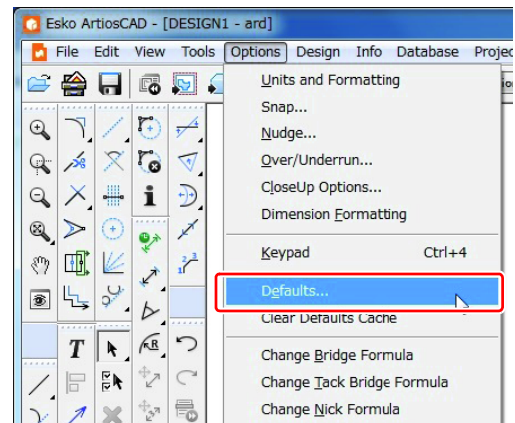 Esko ArtiosCAD - [DESIGN1 - ard]
File Edit View Tools Options Design Info Database Projec
Units and Formatting
Snap...
Nudge...
Over/Underrun...
CloseUp Options...
Dimension Formatting
Keypad Ctrl+4
Defaults...
Clear Defaults Cache
Change Bridge Formula
Change Tack Bridge Formula
Change Nick Formula